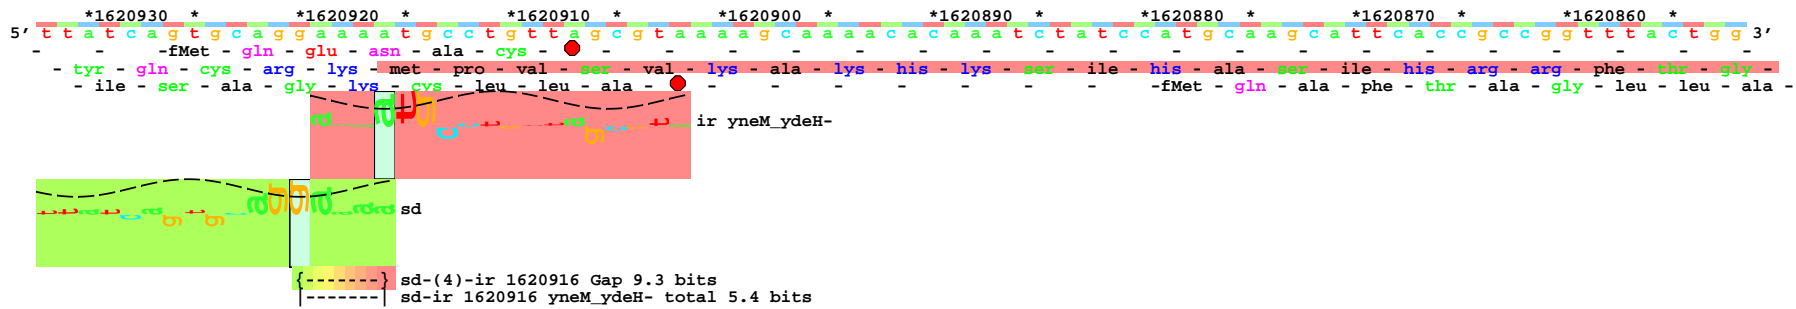 *1620930 * *1620920 * *1620910 * *1620900 * *1620890 * *1620880 * *1620870 * *1620860 *
5' t t a t c a g t g c a g g a a a a t g c c t g t t a g c g t a a a a g c a a a a c a c a a a t c t a t c c a t g c a a g c a t t c a c c g c c g g t t t a c t g g 3'
- - -fMet - gln - glu - asn - ala - cys - - - - - - - - - - - - - - - - - - - -
- tyr - gln - cys - arg - lys - met - pro - val - ser - val - lys - ala - lys - his - lys - ser - ile - his - ala - ser - ile - his - arg - arg - phe - thr - gly -
- ile - ser - ala - gly - lys - cys - leu - leu - ala - - - - - - - -fMet - gln - ala - phe - thr - ala - gly - leu - leu - ala -
ir yneM_ydeH-
sd
{-------} sd-(4)-ir 1620916 Gap 9.3 bits
|-------| sd-ir 1620916 yneM_ydeH- total 5.4 bits